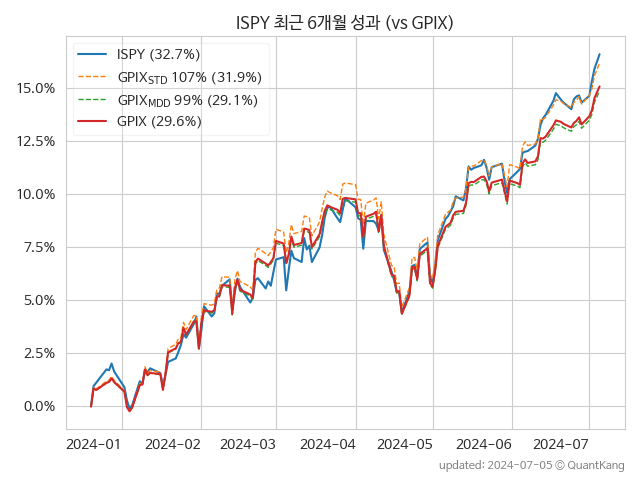 ISPY 최근 6개월 성과 (vs GPIX)
ISPY (32.7%)
GPIX_STD 107% (31.9%)
GPIX_MDD 99% (29.1%)
GPIX (29.6%)
15.0%
12.5%
10.0%
7.5%
5.0%
2.5%
0.0%
2024-01 2024-02 2024-03 2024-04 2024-05 2024-06 2024-07
updated: 2024-07-05 © QuantKang